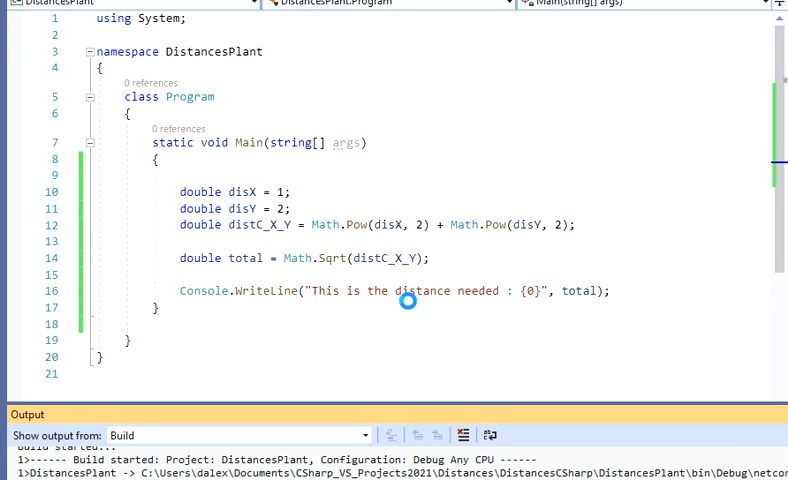 DistancesPlant DistancesPlant.Program Main(string[] args)
1 using System;
2
3 namespace DistancesPlant
4 {
0 references
5 class Program
6 {
0 references
7 static void Main(string[] args)
8 {
9
10 double disX = 1;
11 double disY = 2;
12 double distC_X_Y = Math.Pow(disX, 2) + Math.Pow(disY, 2);
13
14 double total = Math.Sqrt(distC_X_Y);
15
16 Console.WriteLine("This is the distance needed : {0}", total);
17 }
18
19 }
20 }
21
Output
Show output from: Build
Build started...
1>------ Build started: Project: DistancesPlant, Configuration: Debug Any CPU ------
1>DistancesPlant -> C:\Users\dalex\Documents\CSharp_VS_Projects2021\Distances\DistancesCSharp\DistancesPlant\bin\Debug\netcor